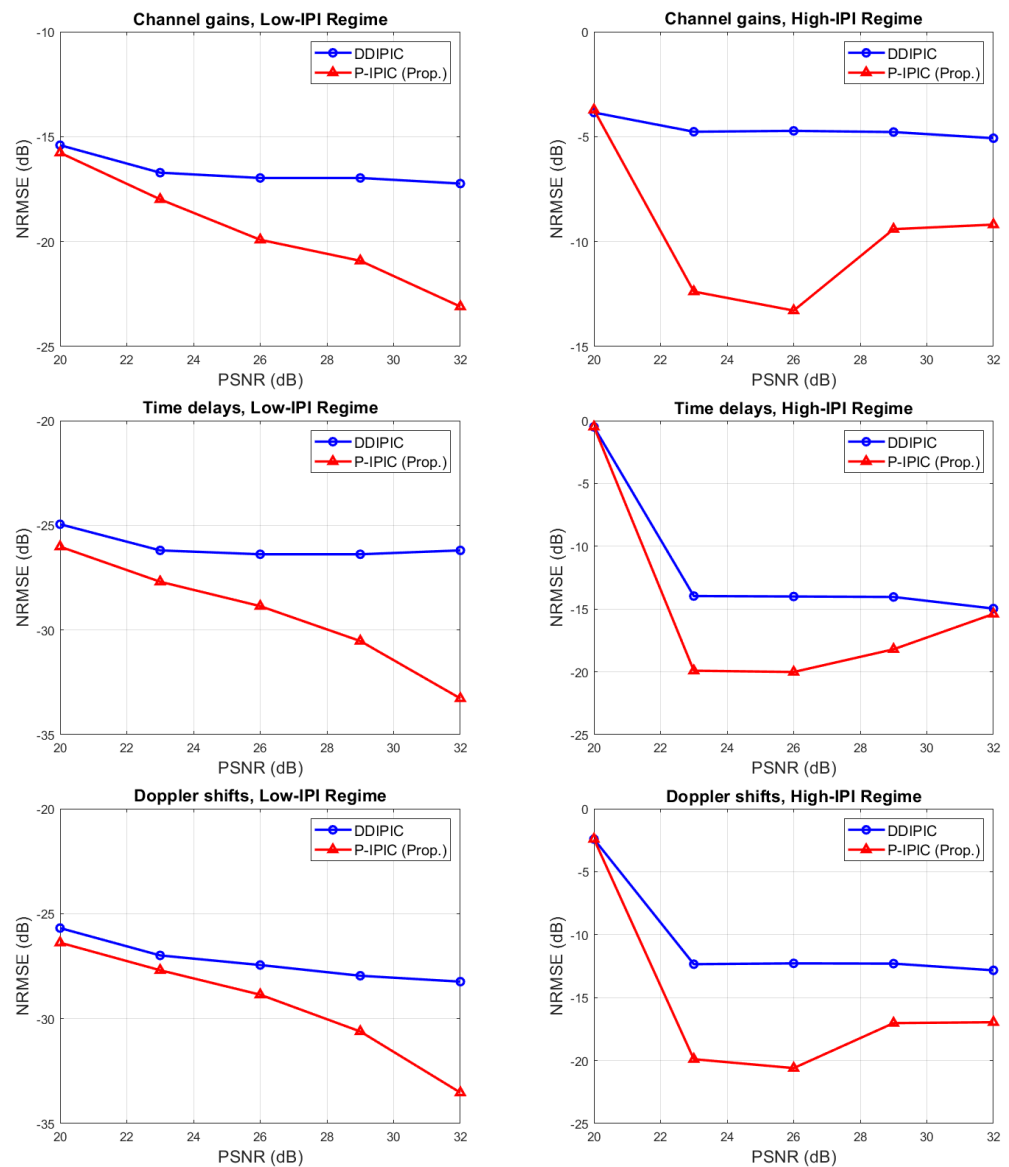 Channel gains, Low-IPI Regime
-10
-15
-20
-25
NRMSE (dB)
DDIPIC
P-IPIC (Prop.)
20 22 24 26 28 30 32
PSNR (dB)
Channel gains, High-IPI Regime
0
-5
-10
-15
NRMSE (dB)
DDIPIC
P-IPIC (Prop.)
20 22 24 26 28 30 32
PSNR (dB)
Time delays, Low-IPI Regime
-20
-25
-30
-35
NRMSE (dB)
DDIPIC
P-IPIC (Prop.)
20 22 24 26 28 30 32
PSNR (dB)
Time delays, High-IPI Regime
0
-5
-10
-15
-20
-25
NRMSE (dB)
DDIPIC
P-IPIC (Prop.)
20 22 24 26 28 30 32
PSNR (dB)
Doppler shifts, Low-IPI Regime
-20
-25
-30
-35
NRMSE (dB)
DDIPIC
P-IPIC (Prop.)
20 22 24 26 28 30 32
PSNR (dB)
Doppler shifts, High-IPI Regime
0
-5
-10
-15
-20
-25
NRMSE (dB)
DDIPIC
P-IPIC (Prop.)
20 22 24 26 28 30 32
PSNR (dB)